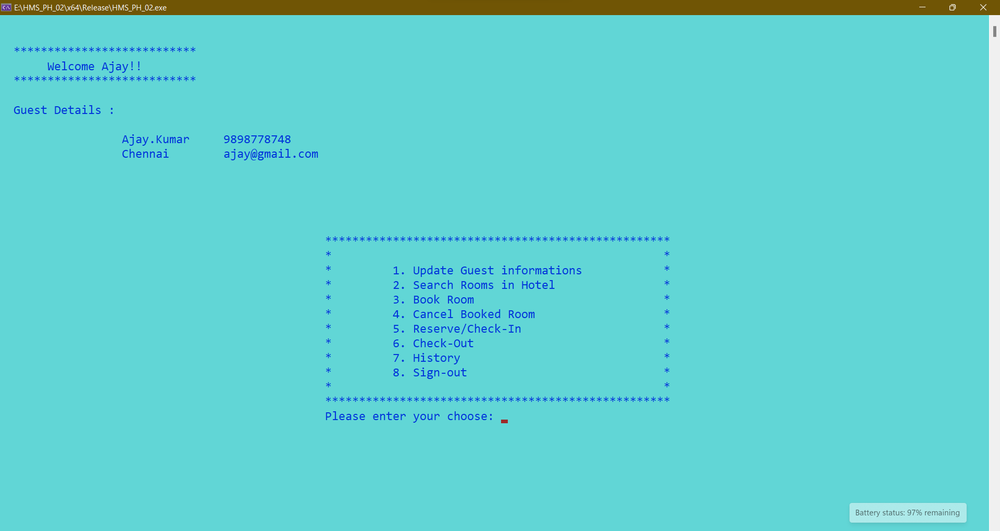 E:\HMS_PH_02\x64\Release\HMS_PH_02.exe
***************************
Welcome Ajay!!
***************************
Guest Details :
Ajay.Kumar 9898778748
Chennai ajay@gmail.com
***************************************************
* *
* 1. Update Guest informations *
* 2. Search Rooms in Hotel *
* 3. Book Room *
* 4. Cancel Booked Room *
* 5. Reserve/Check-In *
* 6. Check-Out *
* 7. History *
* 8. Sign-out *
* *
***************************************************
Please enter your choose:
Battery status: 97% remaining